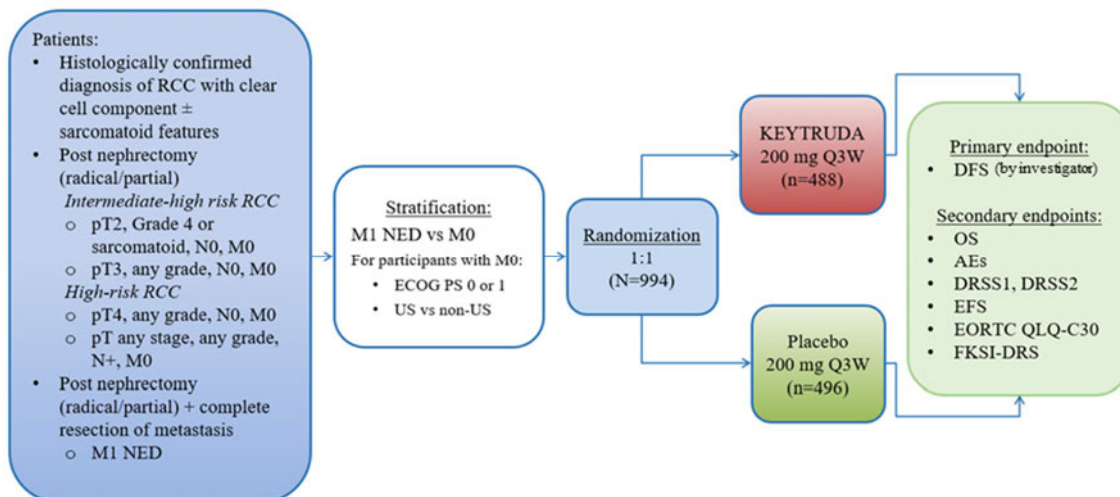 Patients:
• Histologically confirmed
diagnosis of RCC with clear
cell component ±
sarcomatoid features
• Post nephrectomy
(radical/partial)
Intermediate-high risk RCC
o pT2, Grade 4 or
sarcomatoid, N0, M0
o pT3, any grade, N0, M0
High-risk RCC
o pT4, any grade, N0, M0
o pT any stage, any grade,
N+, M0
• Post nephrectomy
(radical/partial) + complete
resection of metastasis
o M1 NED
Stratification:
M1 NED vs M0
For participants with M0:
• ECOG PS 0 or 1
• US vs non-US
Randomization
1:1
(N=994)
KEYTRUDA
200 mg Q3W
(n=488)
Placebo
200 mg Q3W
(n=496)
Primary endpoint:
• DFS (by investigator)
Secondary endpoints:
• OS
• AEs
• DRSS1, DRSS2
• EFS
• EORTC QLQ-C30
• FKSI-DRS